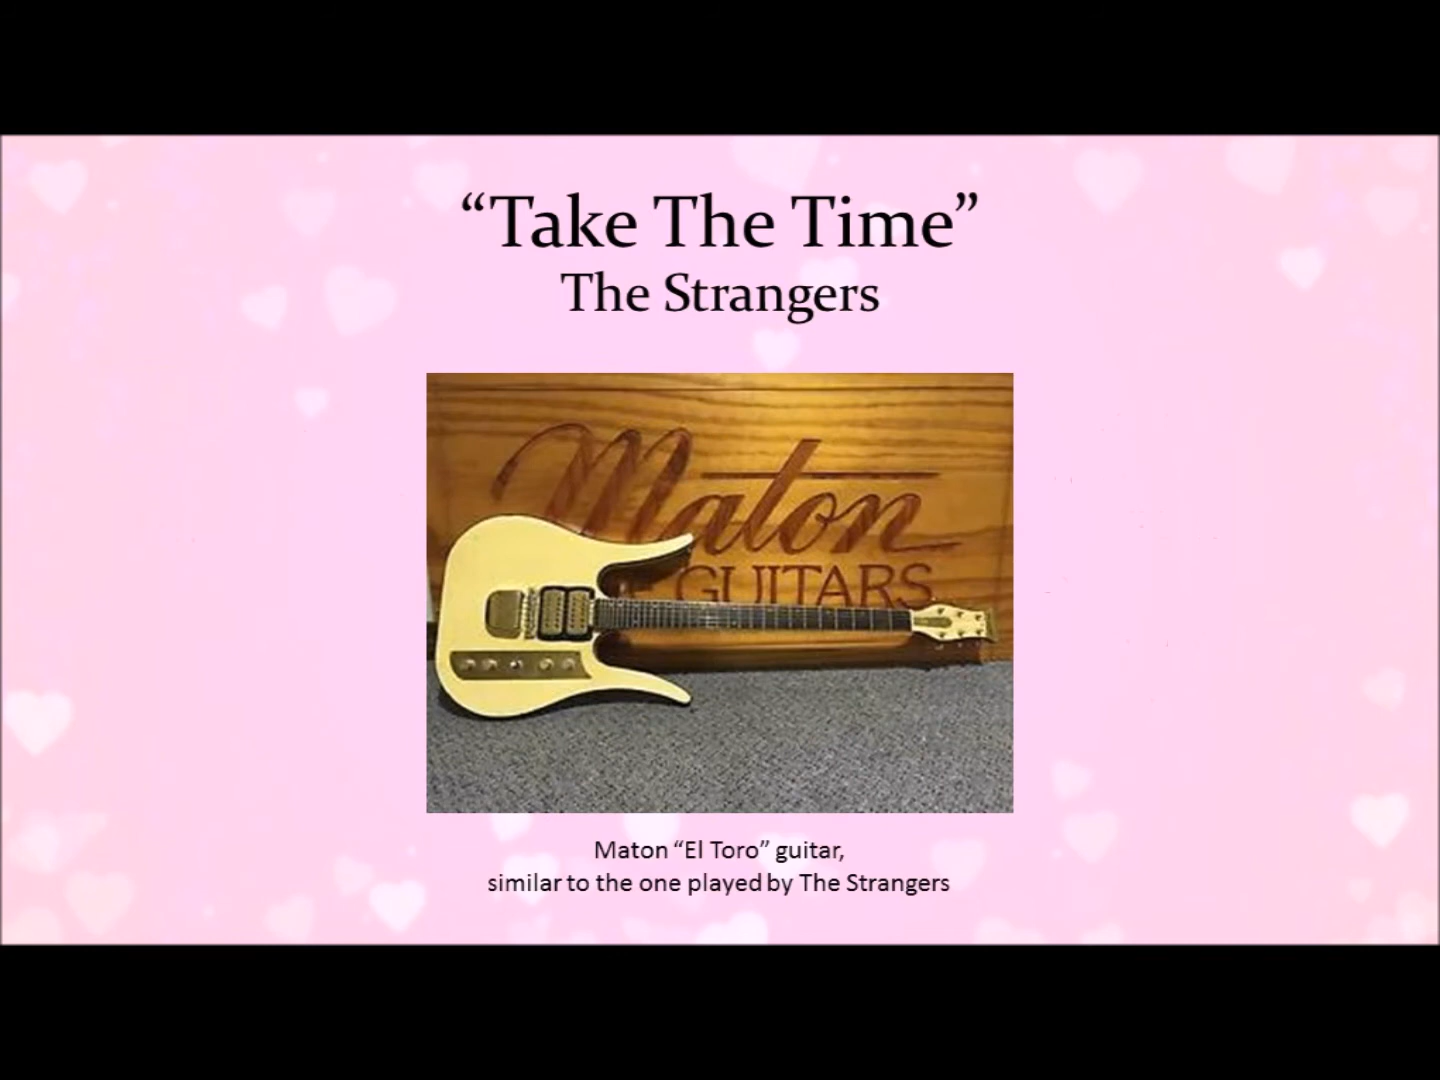 “Take The Time”
The Strangers
Maton
GUITARS
Maton “El Toro” guitar,
similar to the one played by The Strangers